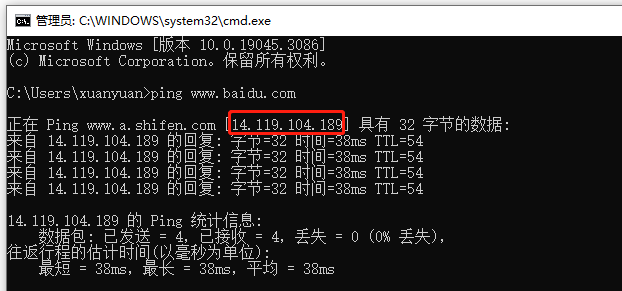 管理员: C:\WINDOWS\system32\cmd.exe
Microsoft Windows [版本 10.0.19045.3086]
(c) Microsoft Corporation。保留所有权利。
C:\Users\xuanyuan>ping www.baidu.com
正在 Ping www.a.shifen.com [14.119.104.189] 具有 32 字节的数据:
来自 14.119.104.189 的回复: 字节=32 时间=38ms TTL=54
来自 14.119.104.189 的回复: 字节=32 时间=38ms TTL=54
来自 14.119.104.189 的回复: 字节=32 时间=38ms TTL=54
来自 14.119.104.189 的回复: 字节=32 时间=38ms TTL=54
14.119.104.189 的 Ping 统计信息:
数据包: 已发送 = 4，已接收 = 4，丢失 = 0 (0% 丢失)，
往返行程的估计时间(以毫秒为单位):
最短 = 38ms，最长 = 38ms，平均 = 38ms